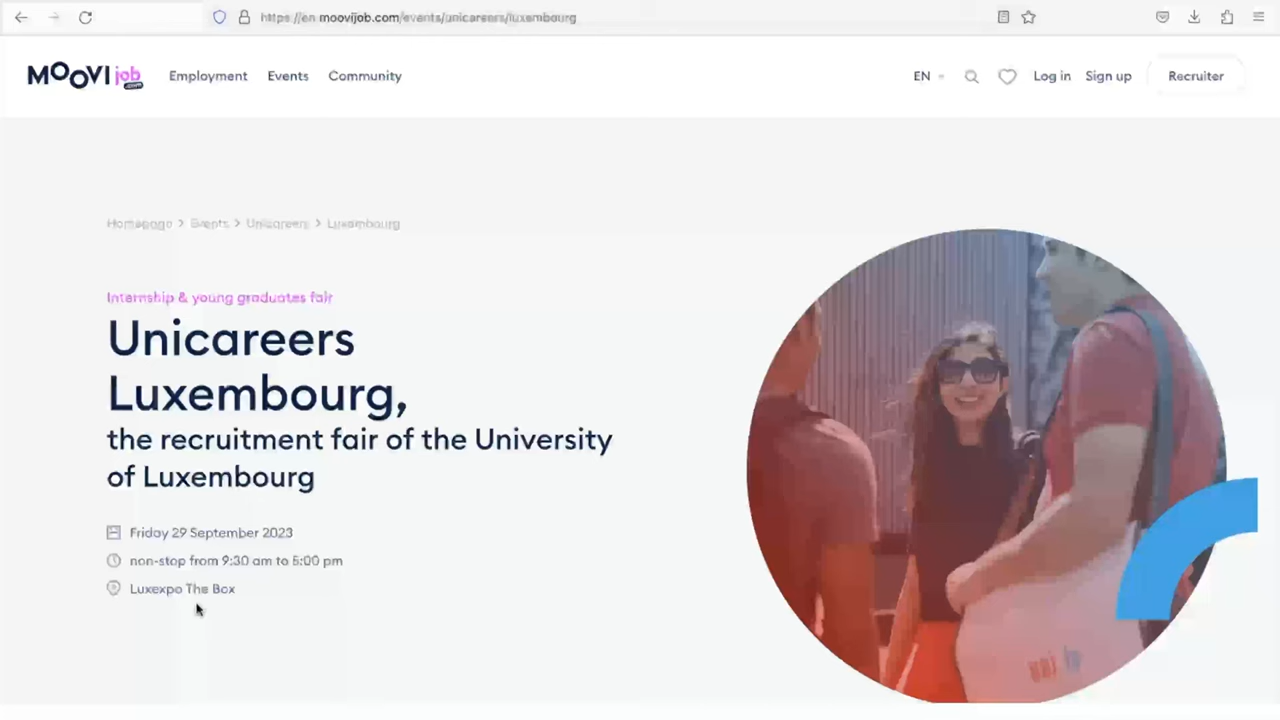 https://en.moovijob.com/events/unicareers/luxembourg
MOOVIjob.com
Employment
Events
Community
EN
Log in
Sign up
Recruiter
Homepage > Events > Unicareers > Luxembourg
Internship & young graduates fair
Unicareers
Luxembourg,
the recruitment fair of the University
of Luxembourg
Friday 29 September 2023
non-stop from 9:30 am to 5:00 pm
Luxexpo The Box